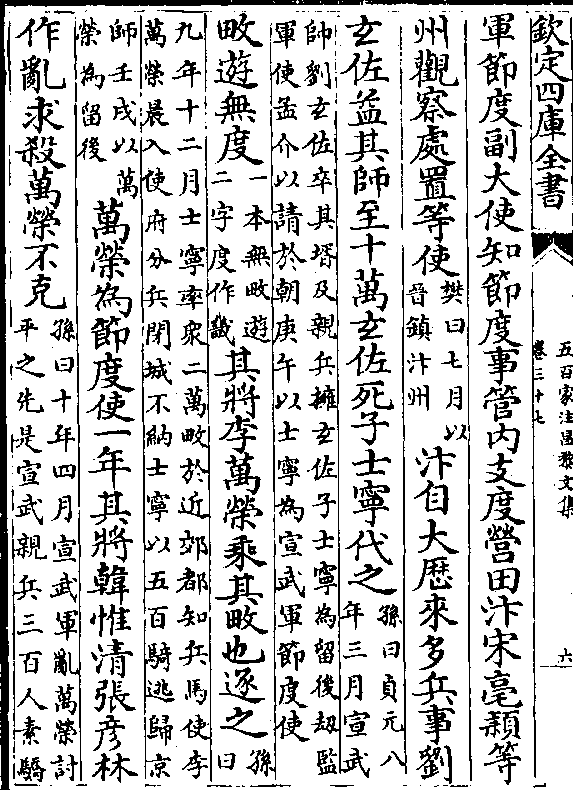 欽定四庫全書
五百家注昌黎文集
卷三十七
六
軍節度副大使知節度事管内支度營田汴宋亳頴等
州觀察處置等使
樊曰七月以
晉鎮汴州
汴自大厯來多兵事劉
玄佐益其師至十萬玄佐死子士寧代之
孫曰貞元八
年三月宣武
帥劉玄佐卒其壻及親兵擁玄佐子士寧為留後刼監
軍使孟介以請於朝庚午以士寧為宣武軍節度使
畋遊無度
一本無畋遊
二字度作識
其將李萬榮乘其畋也逐之
孫
曰
九年十二月士寧率衆二萬畋於近郊都知兵馬使李
萬榮晨入使府分兵閉城不納士寧以五百騎逃歸京
師壬戌以萬
榮為留後
萬榮為節度使一年其將韓惟清張彦林
作亂求殺萬榮不克
孫曰十年四月宣武軍亂萬榮討
平之先是宣武親兵三百人素驕